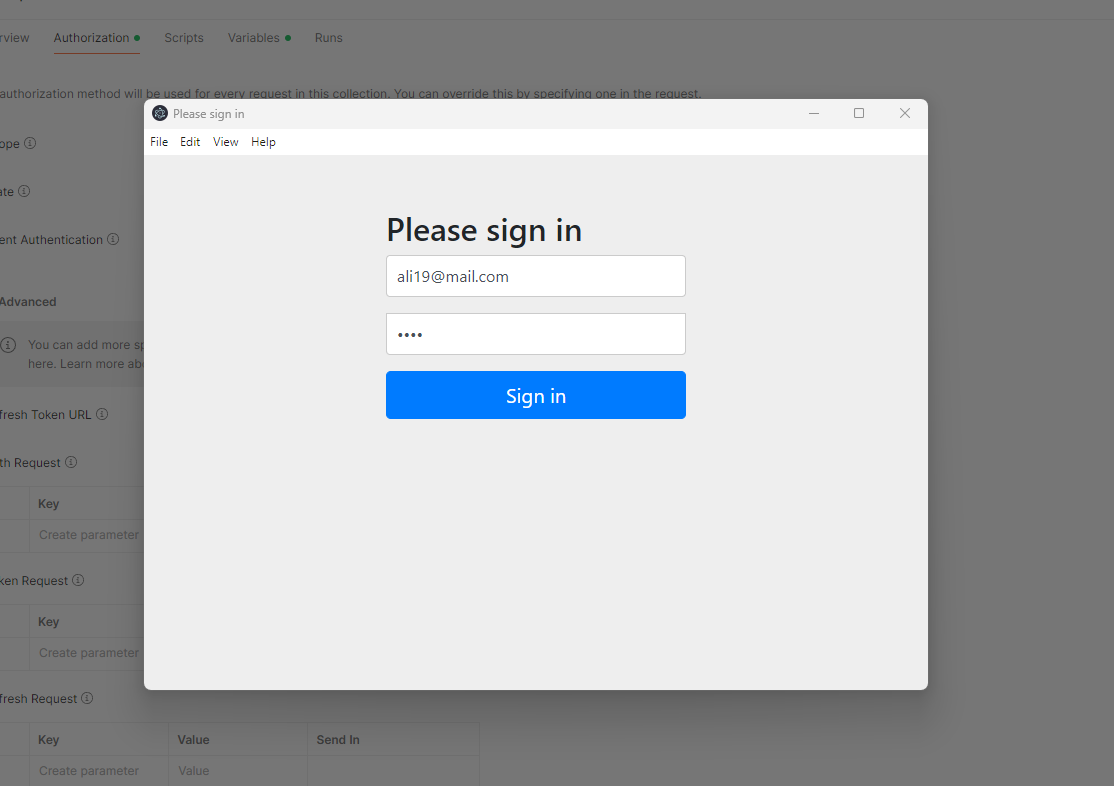 rview Authorization Scripts Variables Runs
authorization method will be used for every request in this collection. You can override this by specifying one in the request.
Please sign in
File Edit View Help
ope
ate
ent Authentication
Advanced
You can add more sp
here. Learn more abo
fresh Token URL
th Request
Key
Create parameter
ken Request
Key
Create parameter
fresh Request
Key Value Send In
Create parameter Value
Please sign in
ali19@mail.com
••••
Sign in